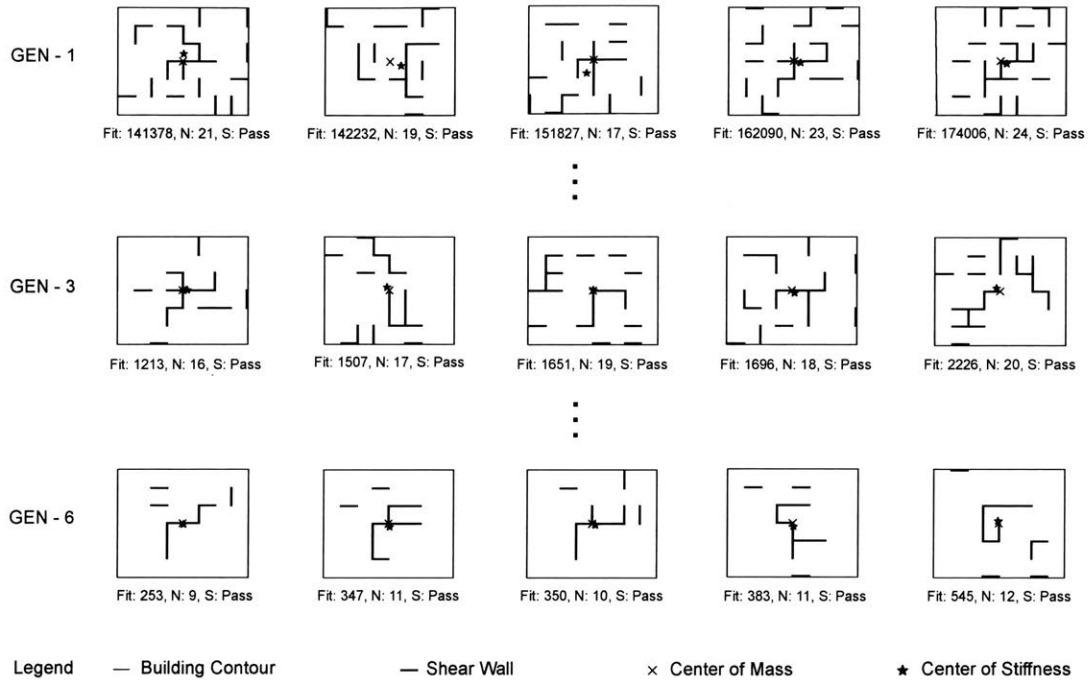 GEN - 1
Fit: 141378, N: 21, S: Pass
Fit: 142232, N: 19, S: Pass
Fit: 151827, N: 17, S: Pass
Fit: 162090, N: 23, S: Pass
Fit: 174006, N: 24, S: Pass
GEN - 3
Fit: 1213, N: 16, S: Pass
Fit: 1507, N: 17, S: Pass
Fit: 1651, N: 19, S: Pass
Fit: 1696, N: 18, S: Pass
Fit: 2226, N: 20, S: Pass
GEN - 6
Fit: 253, N: 9, S: Pass
Fit: 347, N: 11, S: Pass
Fit: 350, N: 10, S: Pass
Fit: 383, N: 11, S: Pass
Fit: 545, N: 12, S: Pass
Legend
Building Contour
Shear Wall
Center of Mass
Center of Stiffness